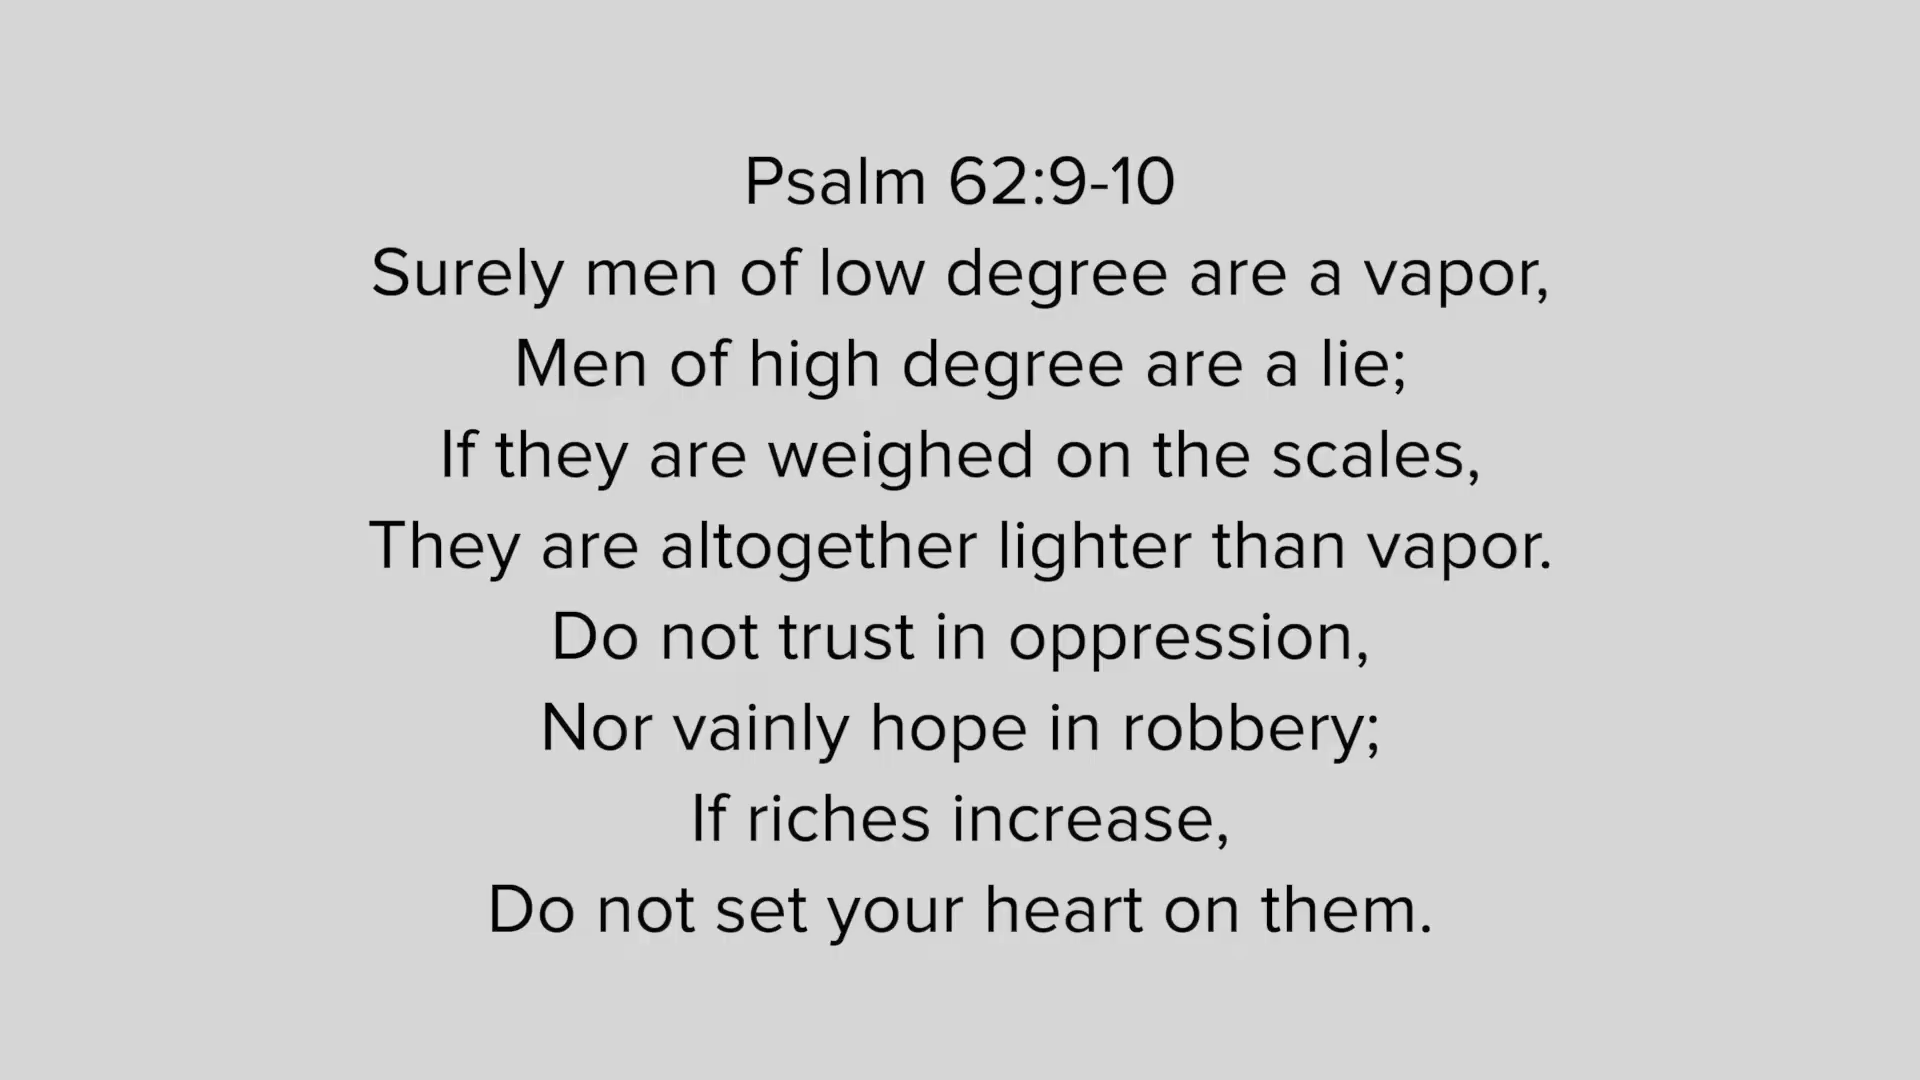 Psalm 62:9-10
Surely men of low degree are a vapor,
Men of high degree are a lie;
If they are weighed on the scales,
They are altogether lighter than vapor.
Do not trust in oppression,
Nor vainly hope in robbery;
If riches increase,
Do not set your heart on them.